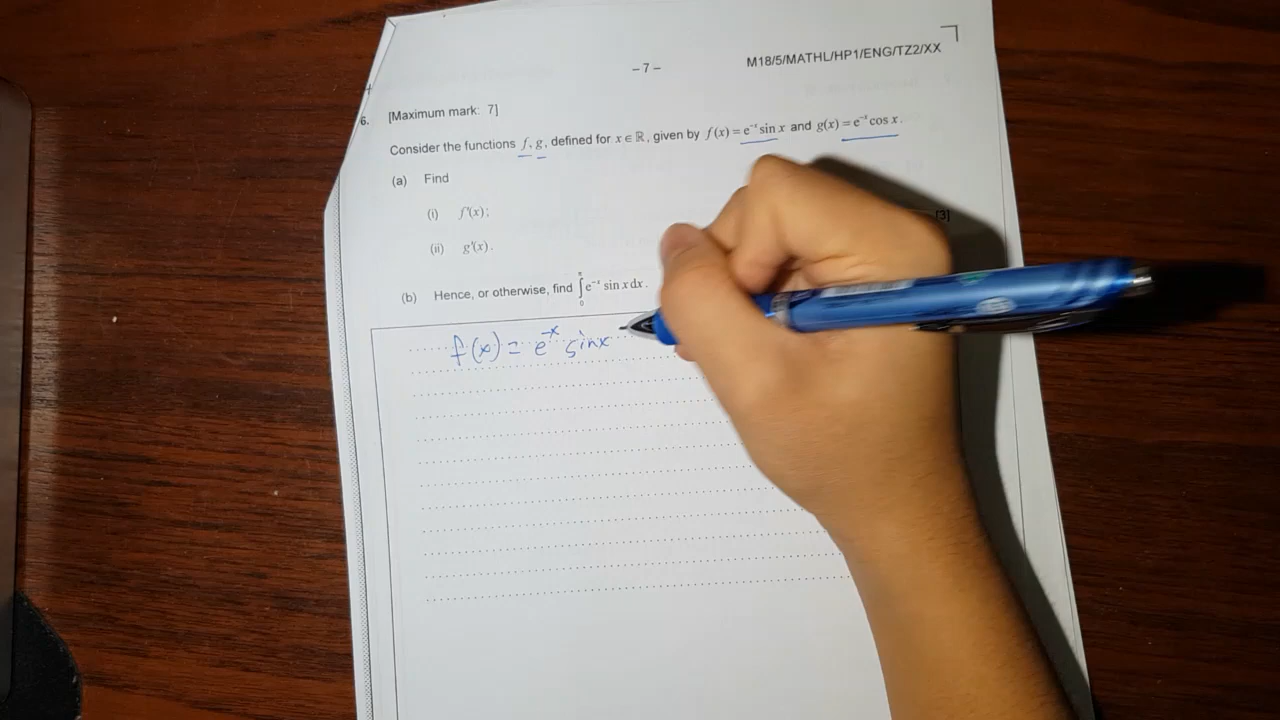 – 7 –
M18/5/MATHL/HP1/ENG/TZ2/XX
6. [Maximum mark: 7]
Consider the functions f, g, defined for x ∈ ℝ, given by f(x) = e⁻ˣ sin x and g(x) = e⁻ˣ cos x.
(a) Find
(i) f′(x); [3]
(ii) g′(x).
(b) Hence, or otherwise, find ∫₀^π e⁻ˣ sin x dx.
f(x) = e⁻ˣ sinx